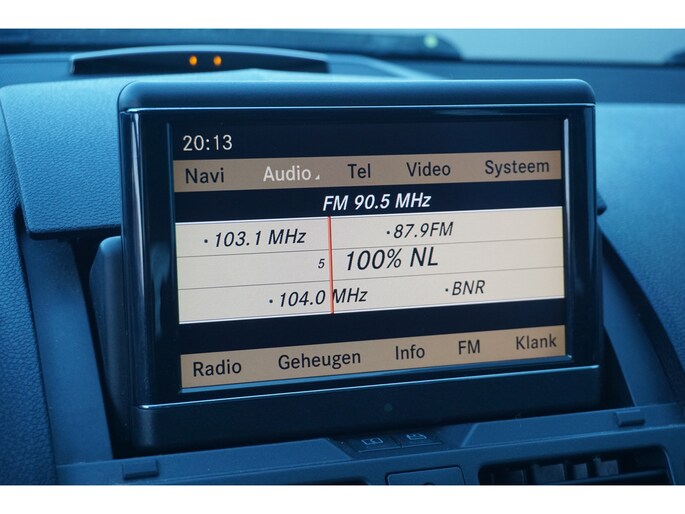 20:13
Navi Audio Tel Video Systeem
FM 90.5 MHz
·103.1 MHz ·87.9FM
5 100% NL
·104.0 MHz ·BNR
Radio Geheugen Info FM Klank